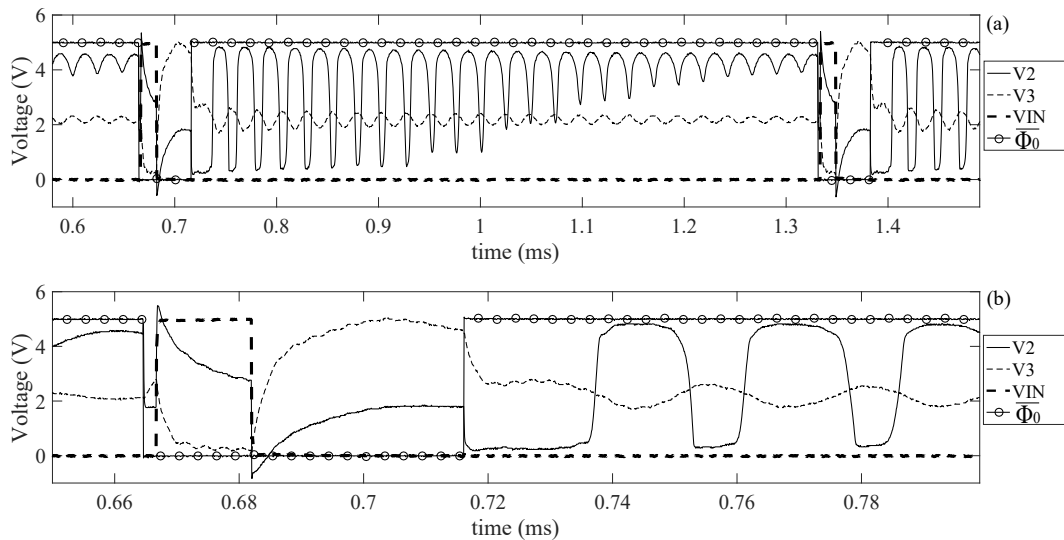 (a)
6
4
2
0
Voltage (V)
0.6 0.7 0.8 0.9 1 1.1 1.2 1.3 1.4
time (ms)
V2
V3
VIN
Φ̅₀
(b)
6
4
2
0
Voltage (V)
0.66 0.68 0.7 0.72 0.74 0.76 0.78
time (ms)
V2
V3
VIN
Φ̅₀